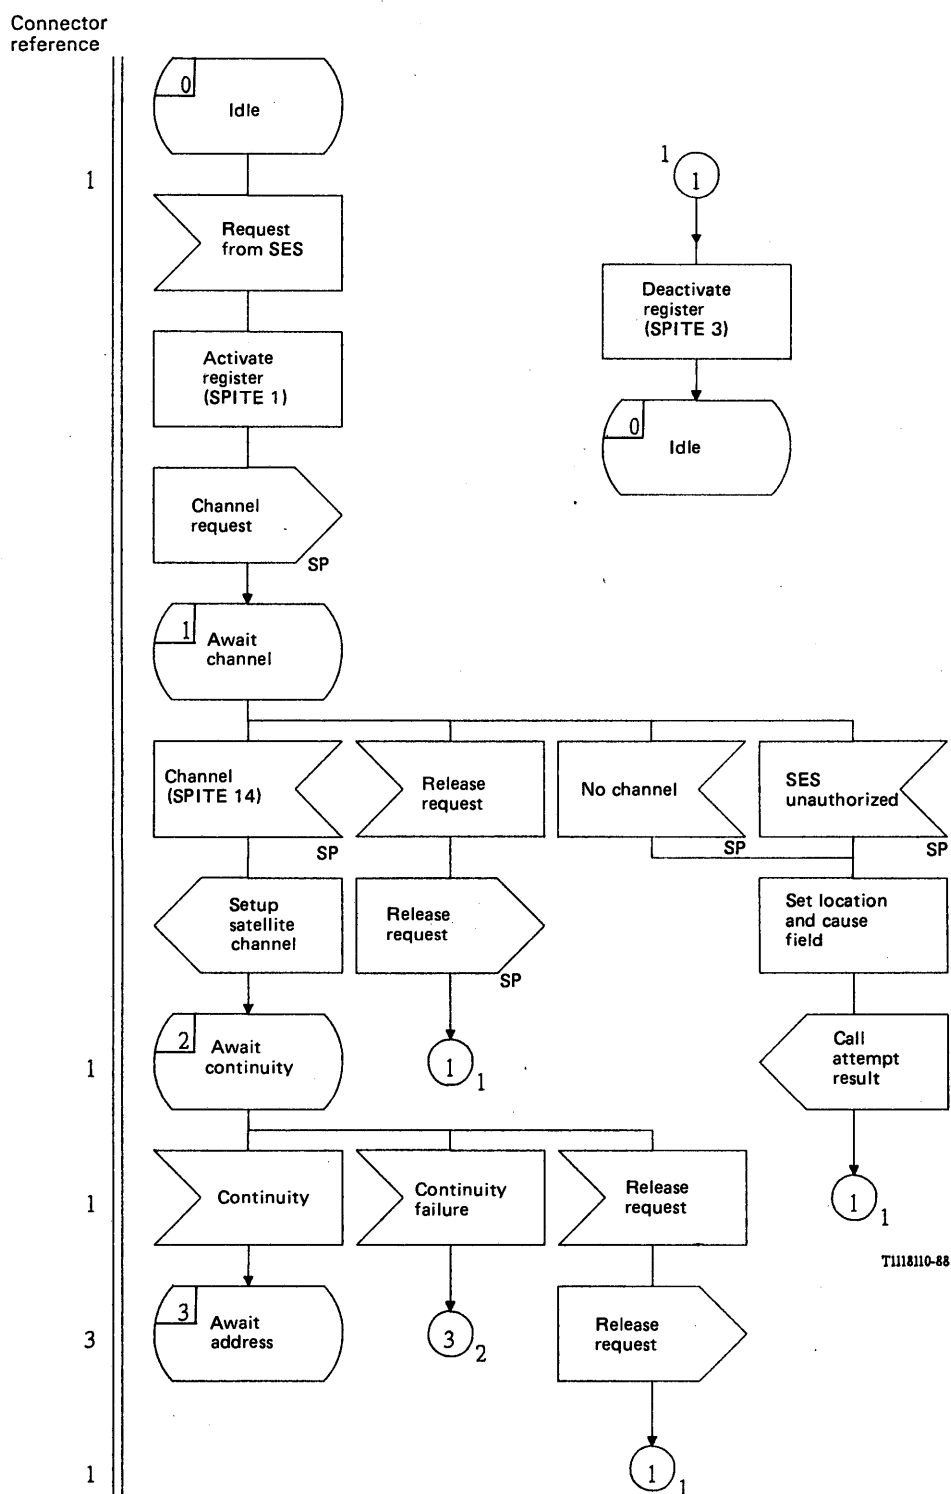 Connector
reference
0
Idle
1
1
1
Request
from SES
Deactivate
register
(SPITE 3)
Activate
register
(SPITE 1)
0
Idle
Channel
request
SP
1
Await
channel
Channel
(SPITE 14)
SP
Release
request
No channel
SP
SES
unauthorized
SP
Setup
satellite
channel
Release
request
SP
Set location
and cause
field
2
Await
continuity
1
1
1
Call
attempt
result
1
Continuity
Continuity
failure
Release
request
1
1
T1118110-88
3
Await
address
3
3
2
Release
request
1
1
1